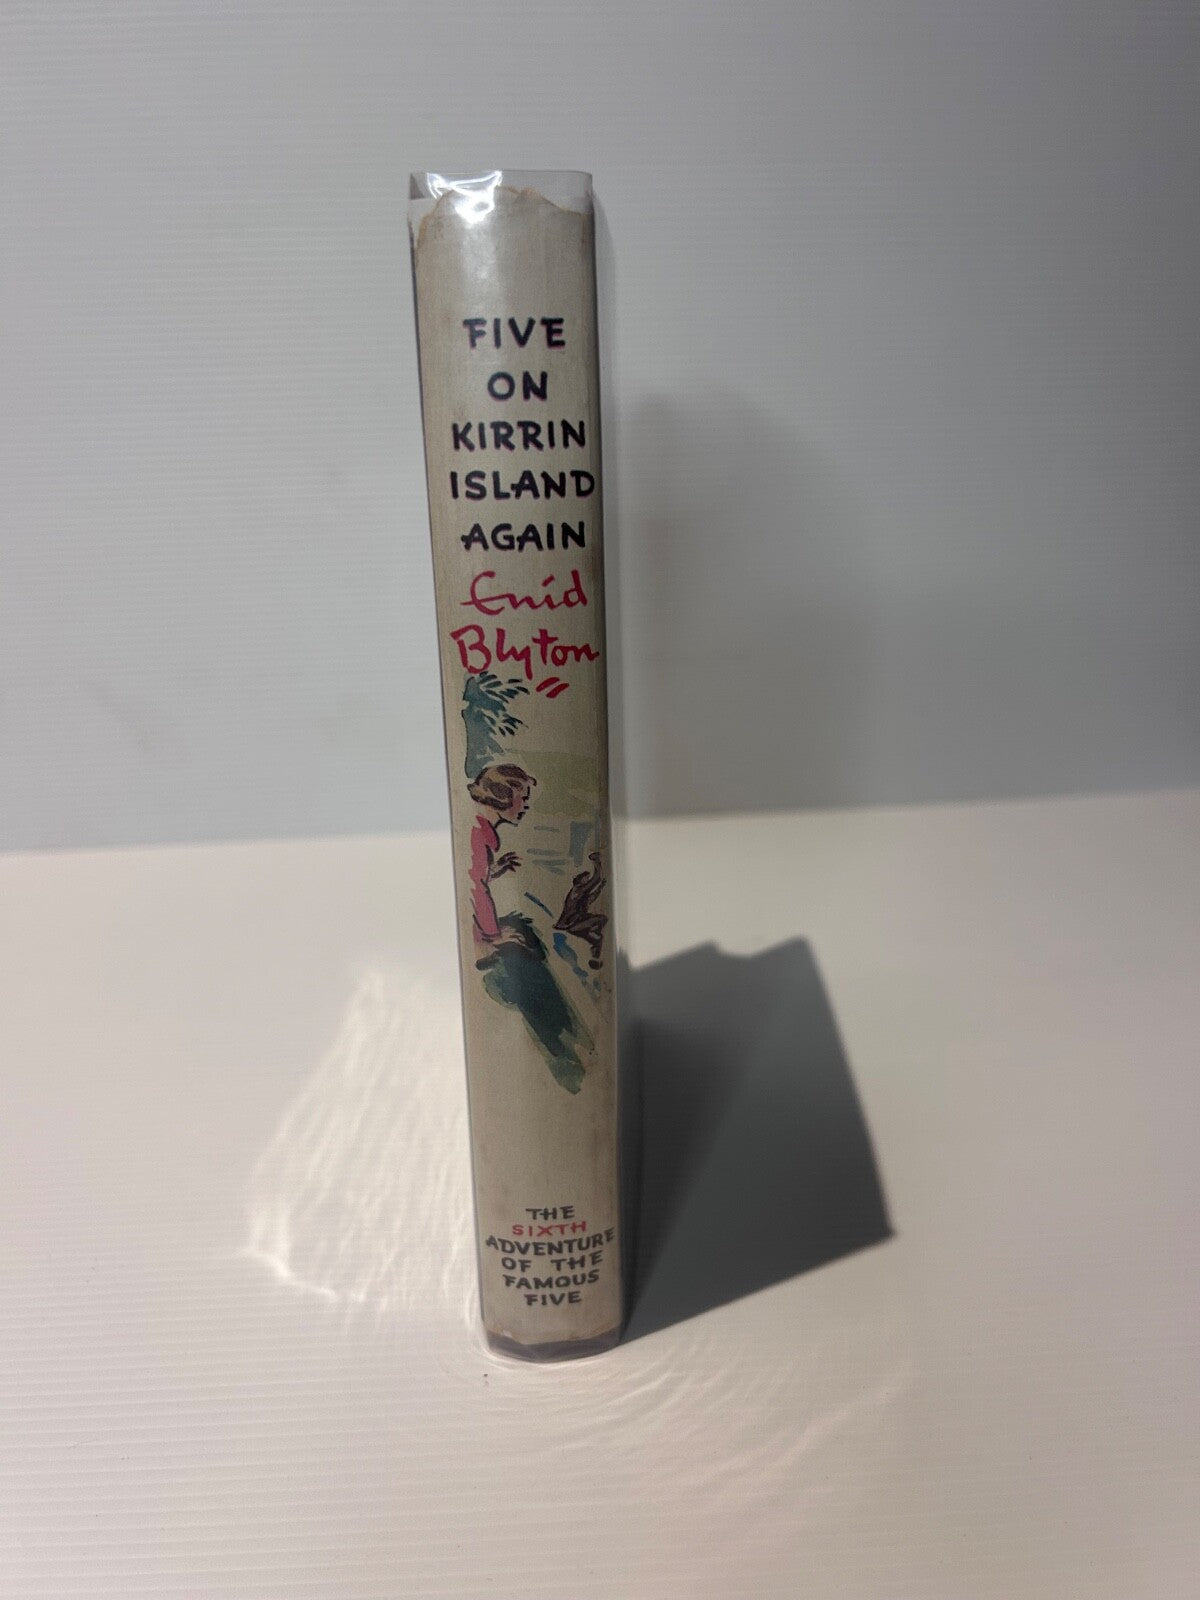 FIVE
ON
KIRRIN
ISLAND
AGAIN
Enid
Blyton
THE
SIXTH
ADVENTURE
OF THE
FAMOUS
FIVE